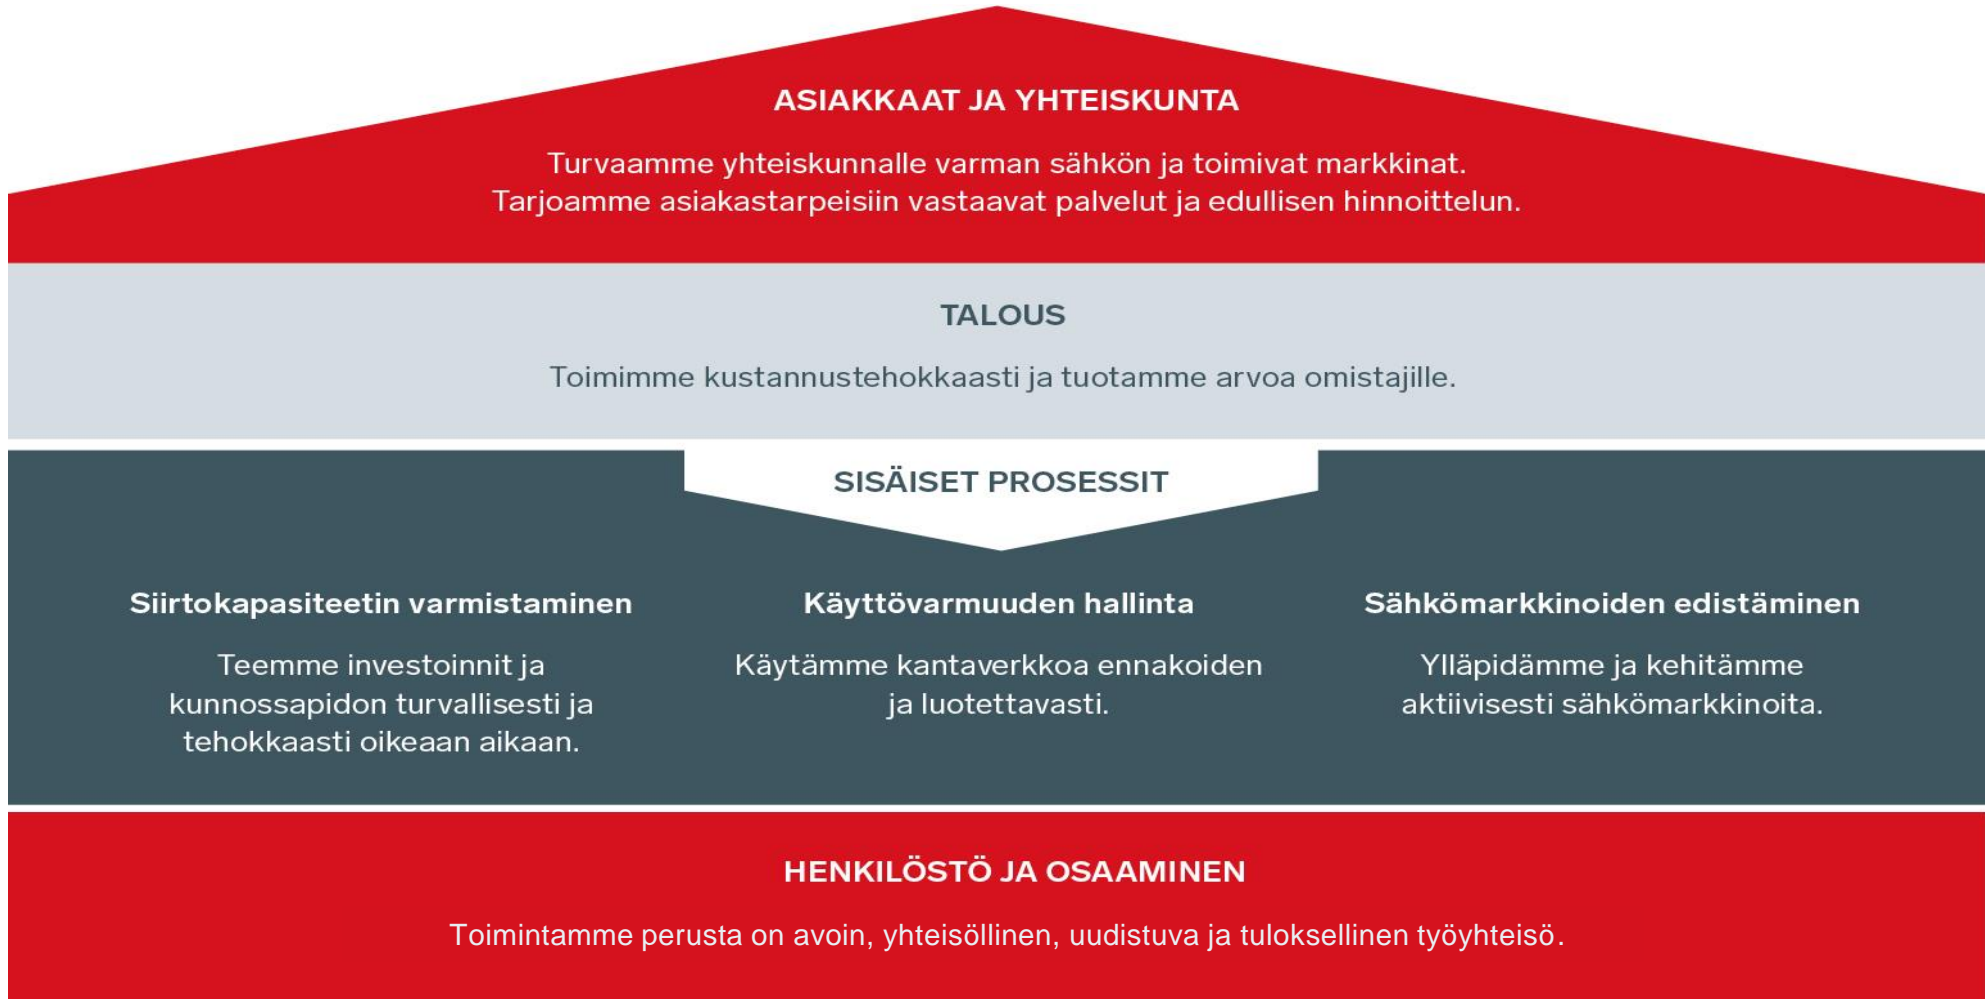 ASIAKKAAT JA YHTEISKUNTA
Turvaamme yhteiskunnalle varman sähkön ja toimivat markkinat.
Tarjoamme asiakastarpeisiin vastaavat palvelut ja edullisen hinnoittelun.
TALOUS
Toimimme kustannustehokkaasti ja tuotamme arvoa omistajille.
SISÄISET PROSESSIT
Siirtokapasiteetin varmistaminen
Teemme investoinnit ja
kunnossapidon turvallisesti ja
tehokkaasti oikeaan aikaan.
Käyttövarmuuden hallinta
Käytämme kantaverkkoa ennakoiden
ja luotettavasti.
Sähkömarkkinoiden edistäminen
Ylläpidämme ja kehitämme
aktiivisesti sähkömarkkinoita.
HENKILÖSTÖ JA OSAAMINEN
Toimintamme perusta on avoin, yhteisöllinen, uudistuva ja tuloksellinen työyhteisö.